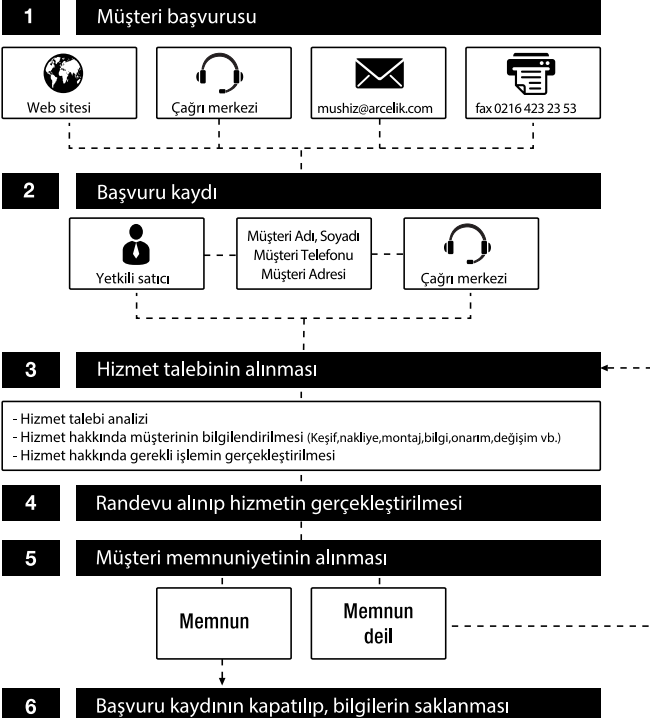 1 Müşteri başvurusu
Web sitesi
Çağrı merkezi
mushiz@arcelik.com
fax 0216 423 23 53
2 Başvuru kaydı
Yetkili satıcı
Müşteri Adı, Soyadı
Müşteri Telefonu
Müşteri Adresi
Çağrı merkezi
3 Hizmet talebinin alınması
- Hizmet talebi analizi
- Hizmet hakkında müşterinin bilgilendirilmesi (Keşif,nakliye,montaj,bilgi,onarım,değişim vb.)
- Hizmet hakkında gerekli işlemin gerçekleştirilmesi
4 Randevu alınıp hizmetin gerçekleştirilmesi
5 Müşteri memnuniyetinin alınması
Memnun
Memnun
deil
6 Başvuru kaydının kapatılıp, bilgilerin saklanması